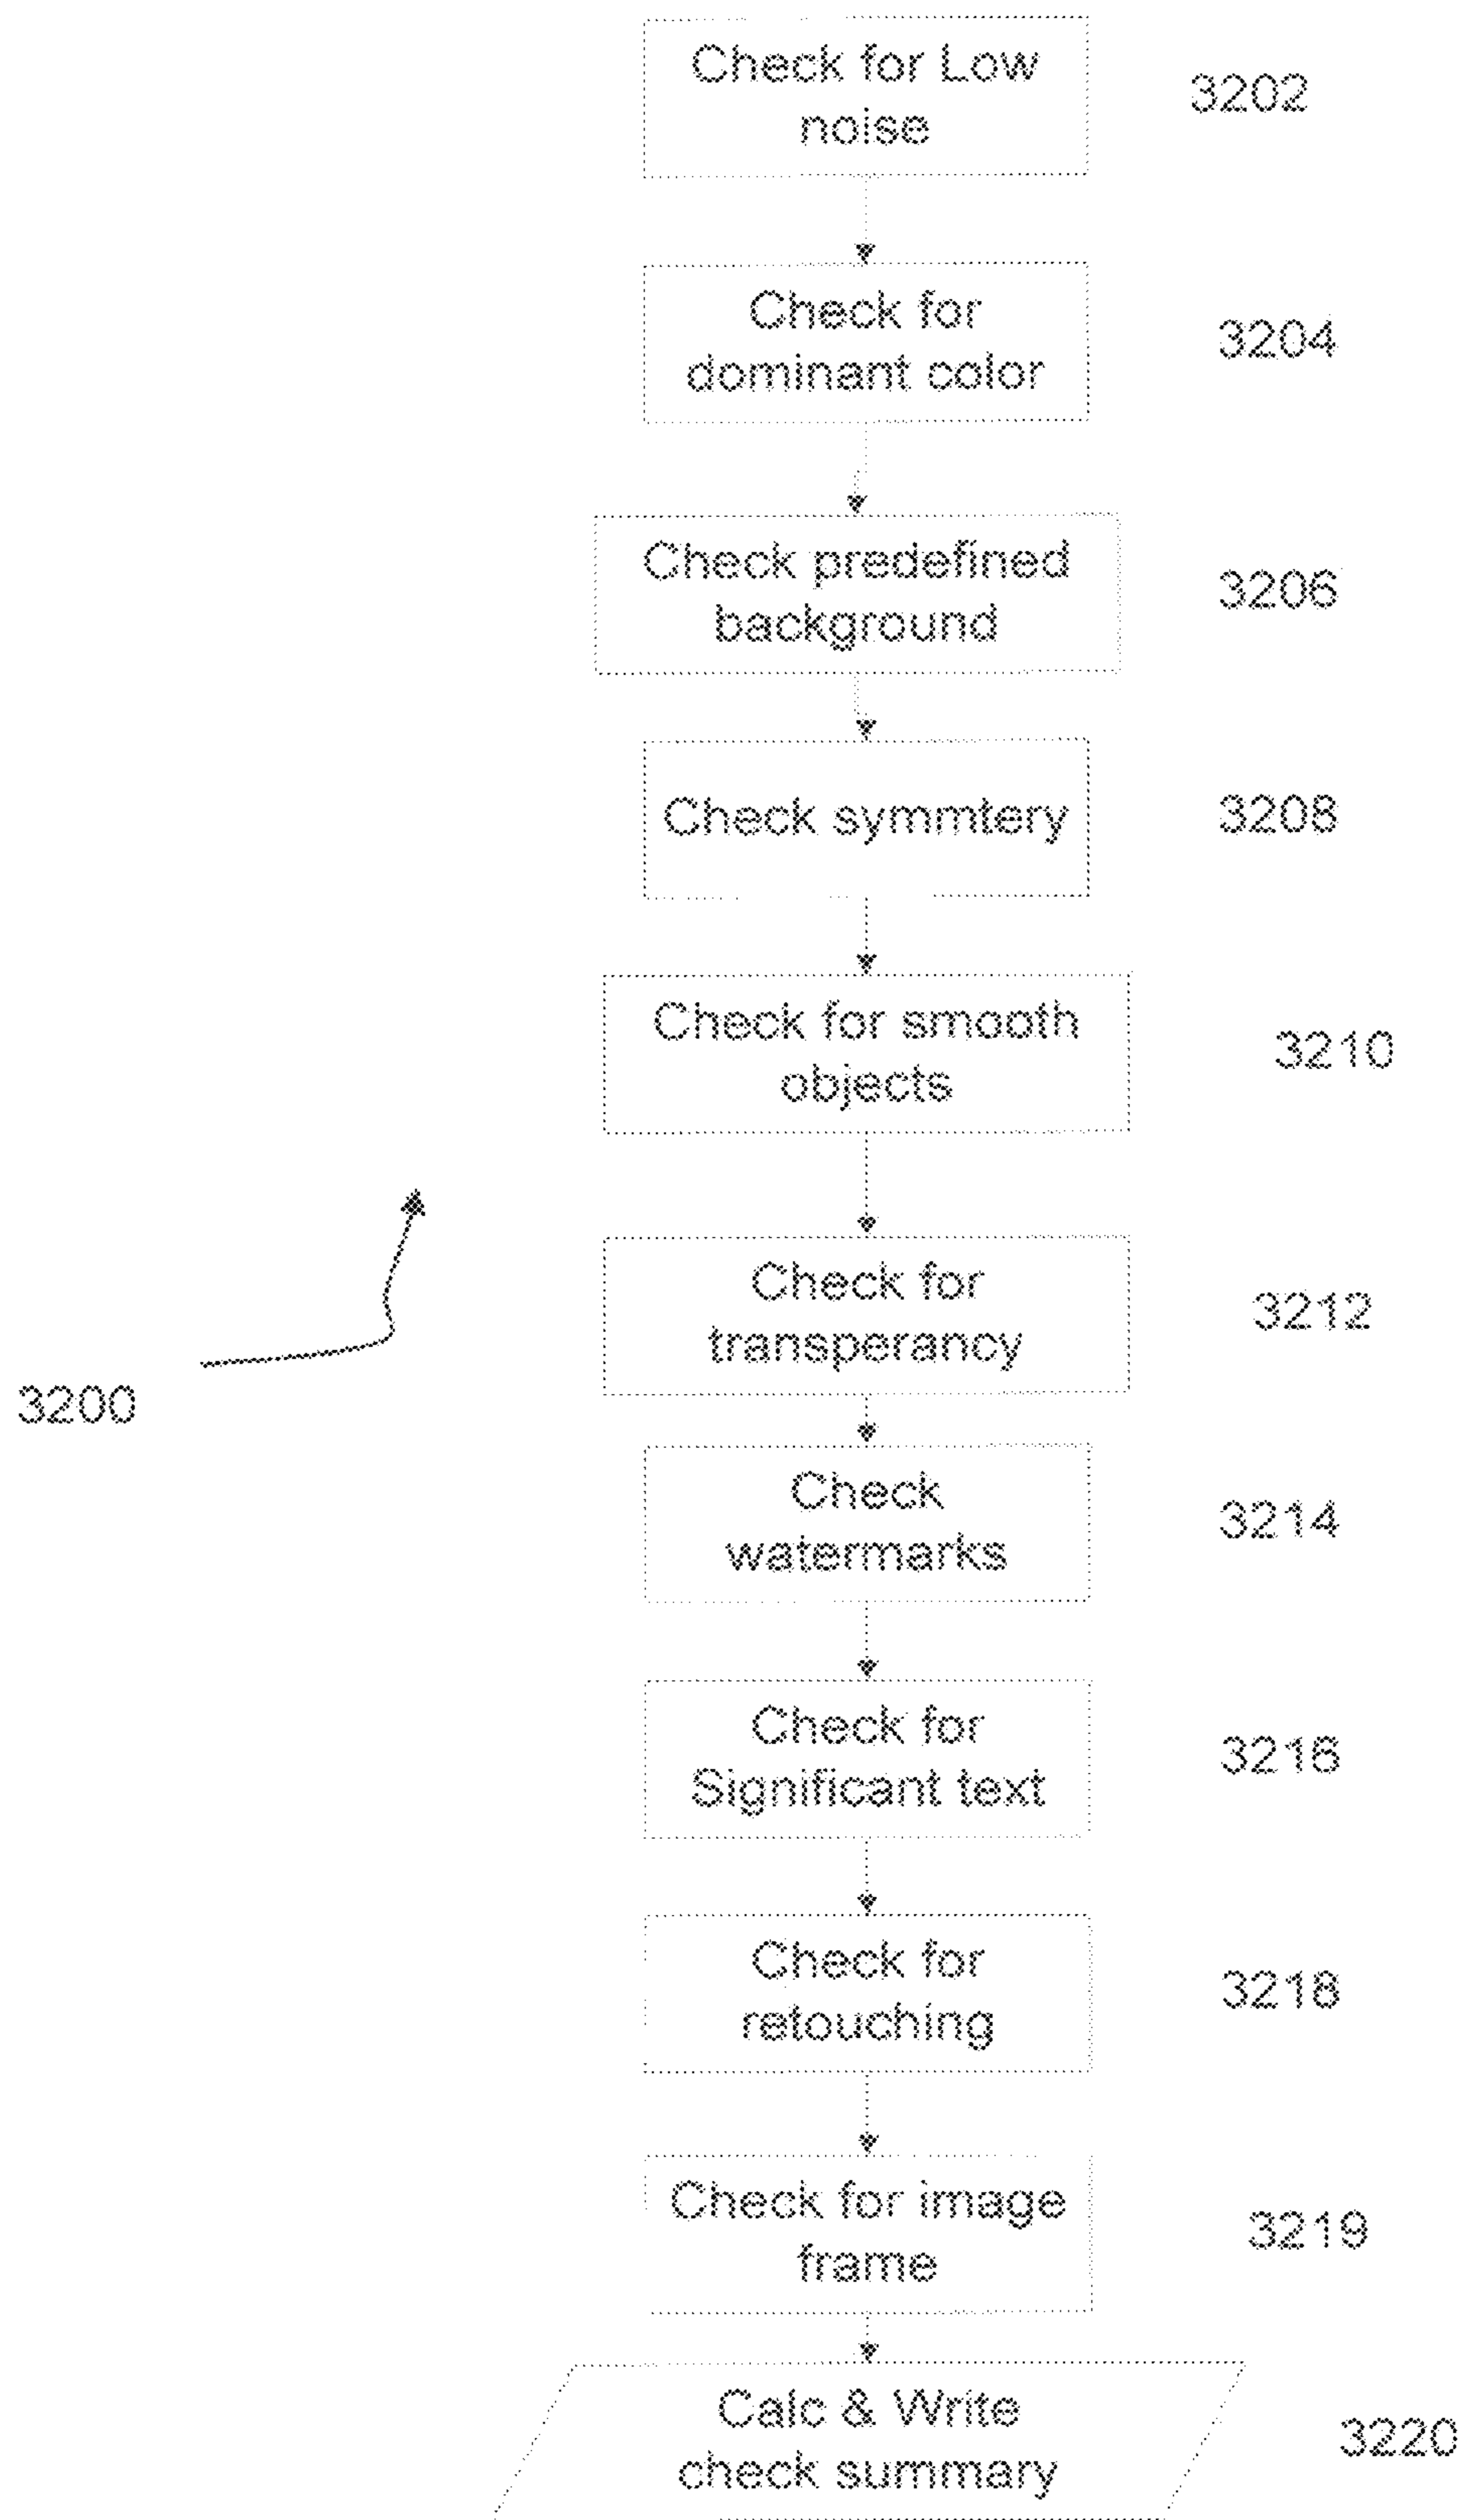 Check for Low
noise
3202
Check for
dominant color
3204
Check predefined
background
3206
Check symmtery
3208
Check for smooth
objects
3210
Check for
transperancy
3212
3200
Check
watermarks
3214
Check for
Significant text
3216
Check for
retouching
3218
Check for image
frame
3219
Calc & Write
check summary
3220